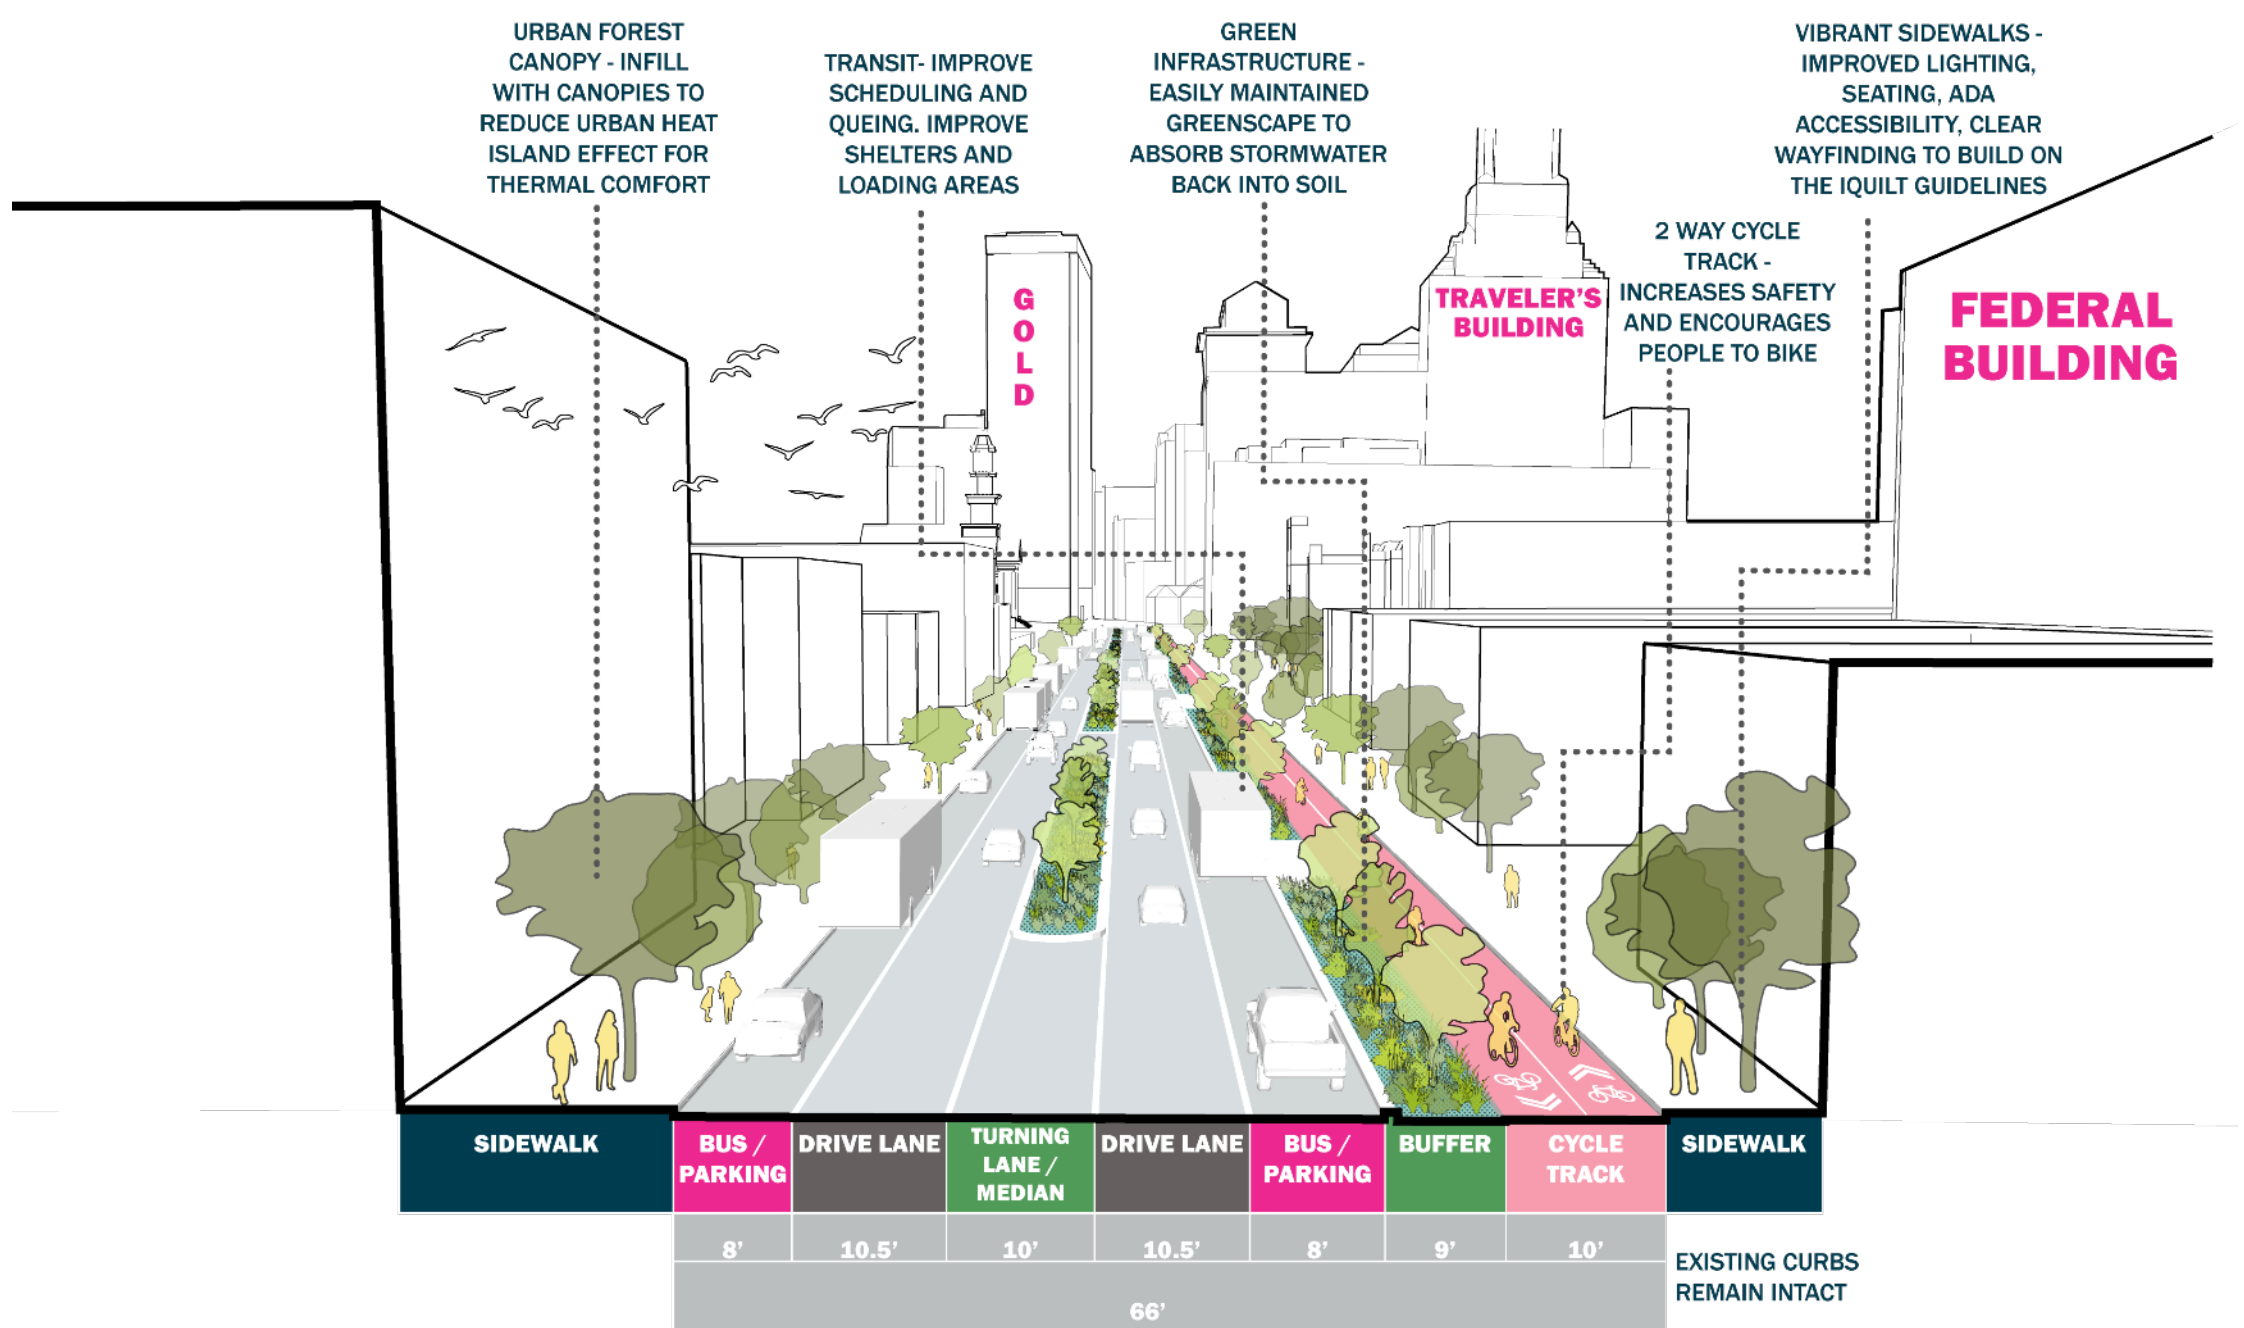 URBAN FOREST
CANOPY - INFILL
WITH CANOPIES TO
REDUCE URBAN HEAT
ISLAND EFFECT FOR
THERMAL COMFORT
TRANSIT- IMPROVE
SCHEDULING AND
QUEING. IMPROVE
SHELTERS AND
LOADING AREAS
GREEN
INFRASTRUCTURE -
EASILY MAINTAINED
GREENSCAPE TO
ABSORB STORMWATER
BACK INTO SOIL
VIBRANT SIDEWALKS -
IMPROVED LIGHTING,
SEATING, ADA
ACCESSIBILITY, CLEAR
WAYFINDING TO BUILD ON
THE IQUILT GUIDELINES
2 WAY CYCLE
TRACK -
INCREASES SAFETY
AND ENCOURAGES
PEOPLE TO BIKE
GOLD
TRAVELER'S
BUILDING
FEDERAL
BUILDING
SIDEWALK
BUS /
PARKING
DRIVE LANE
TURNING
LANE /
MEDIAN
DRIVE LANE
BUS /
PARKING
BUFFER
CYCLE
TRACK
SIDEWALK
8'
10.5'
10'
10.5'
8'
9'
10'
66'
EXISTING CURBS
REMAIN INTACT